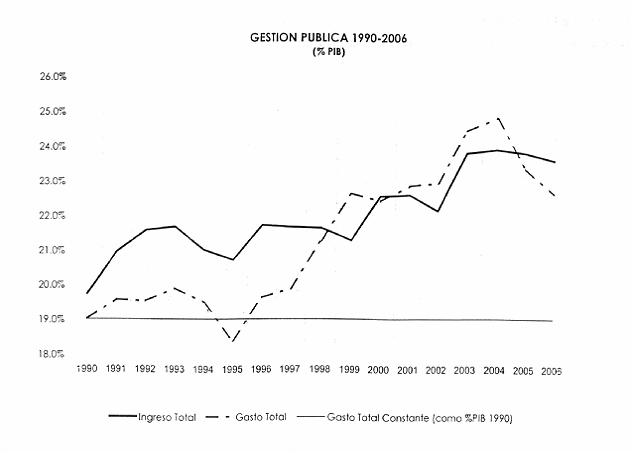 GESTION PUBLICA 1990-2006
(% PIB)
26.0%
25.0%
24.0%
23.0%
22.0%
21.0%
20.0%
19.0%
18.0%
1990 1991 1992 1993 1994 1995 1996 1997 1998 1999 2000 2001 2002 2003 2004 2005 2006
Ingreso Total Gasto Total Gasto Total Constante (como %PIB 1990)